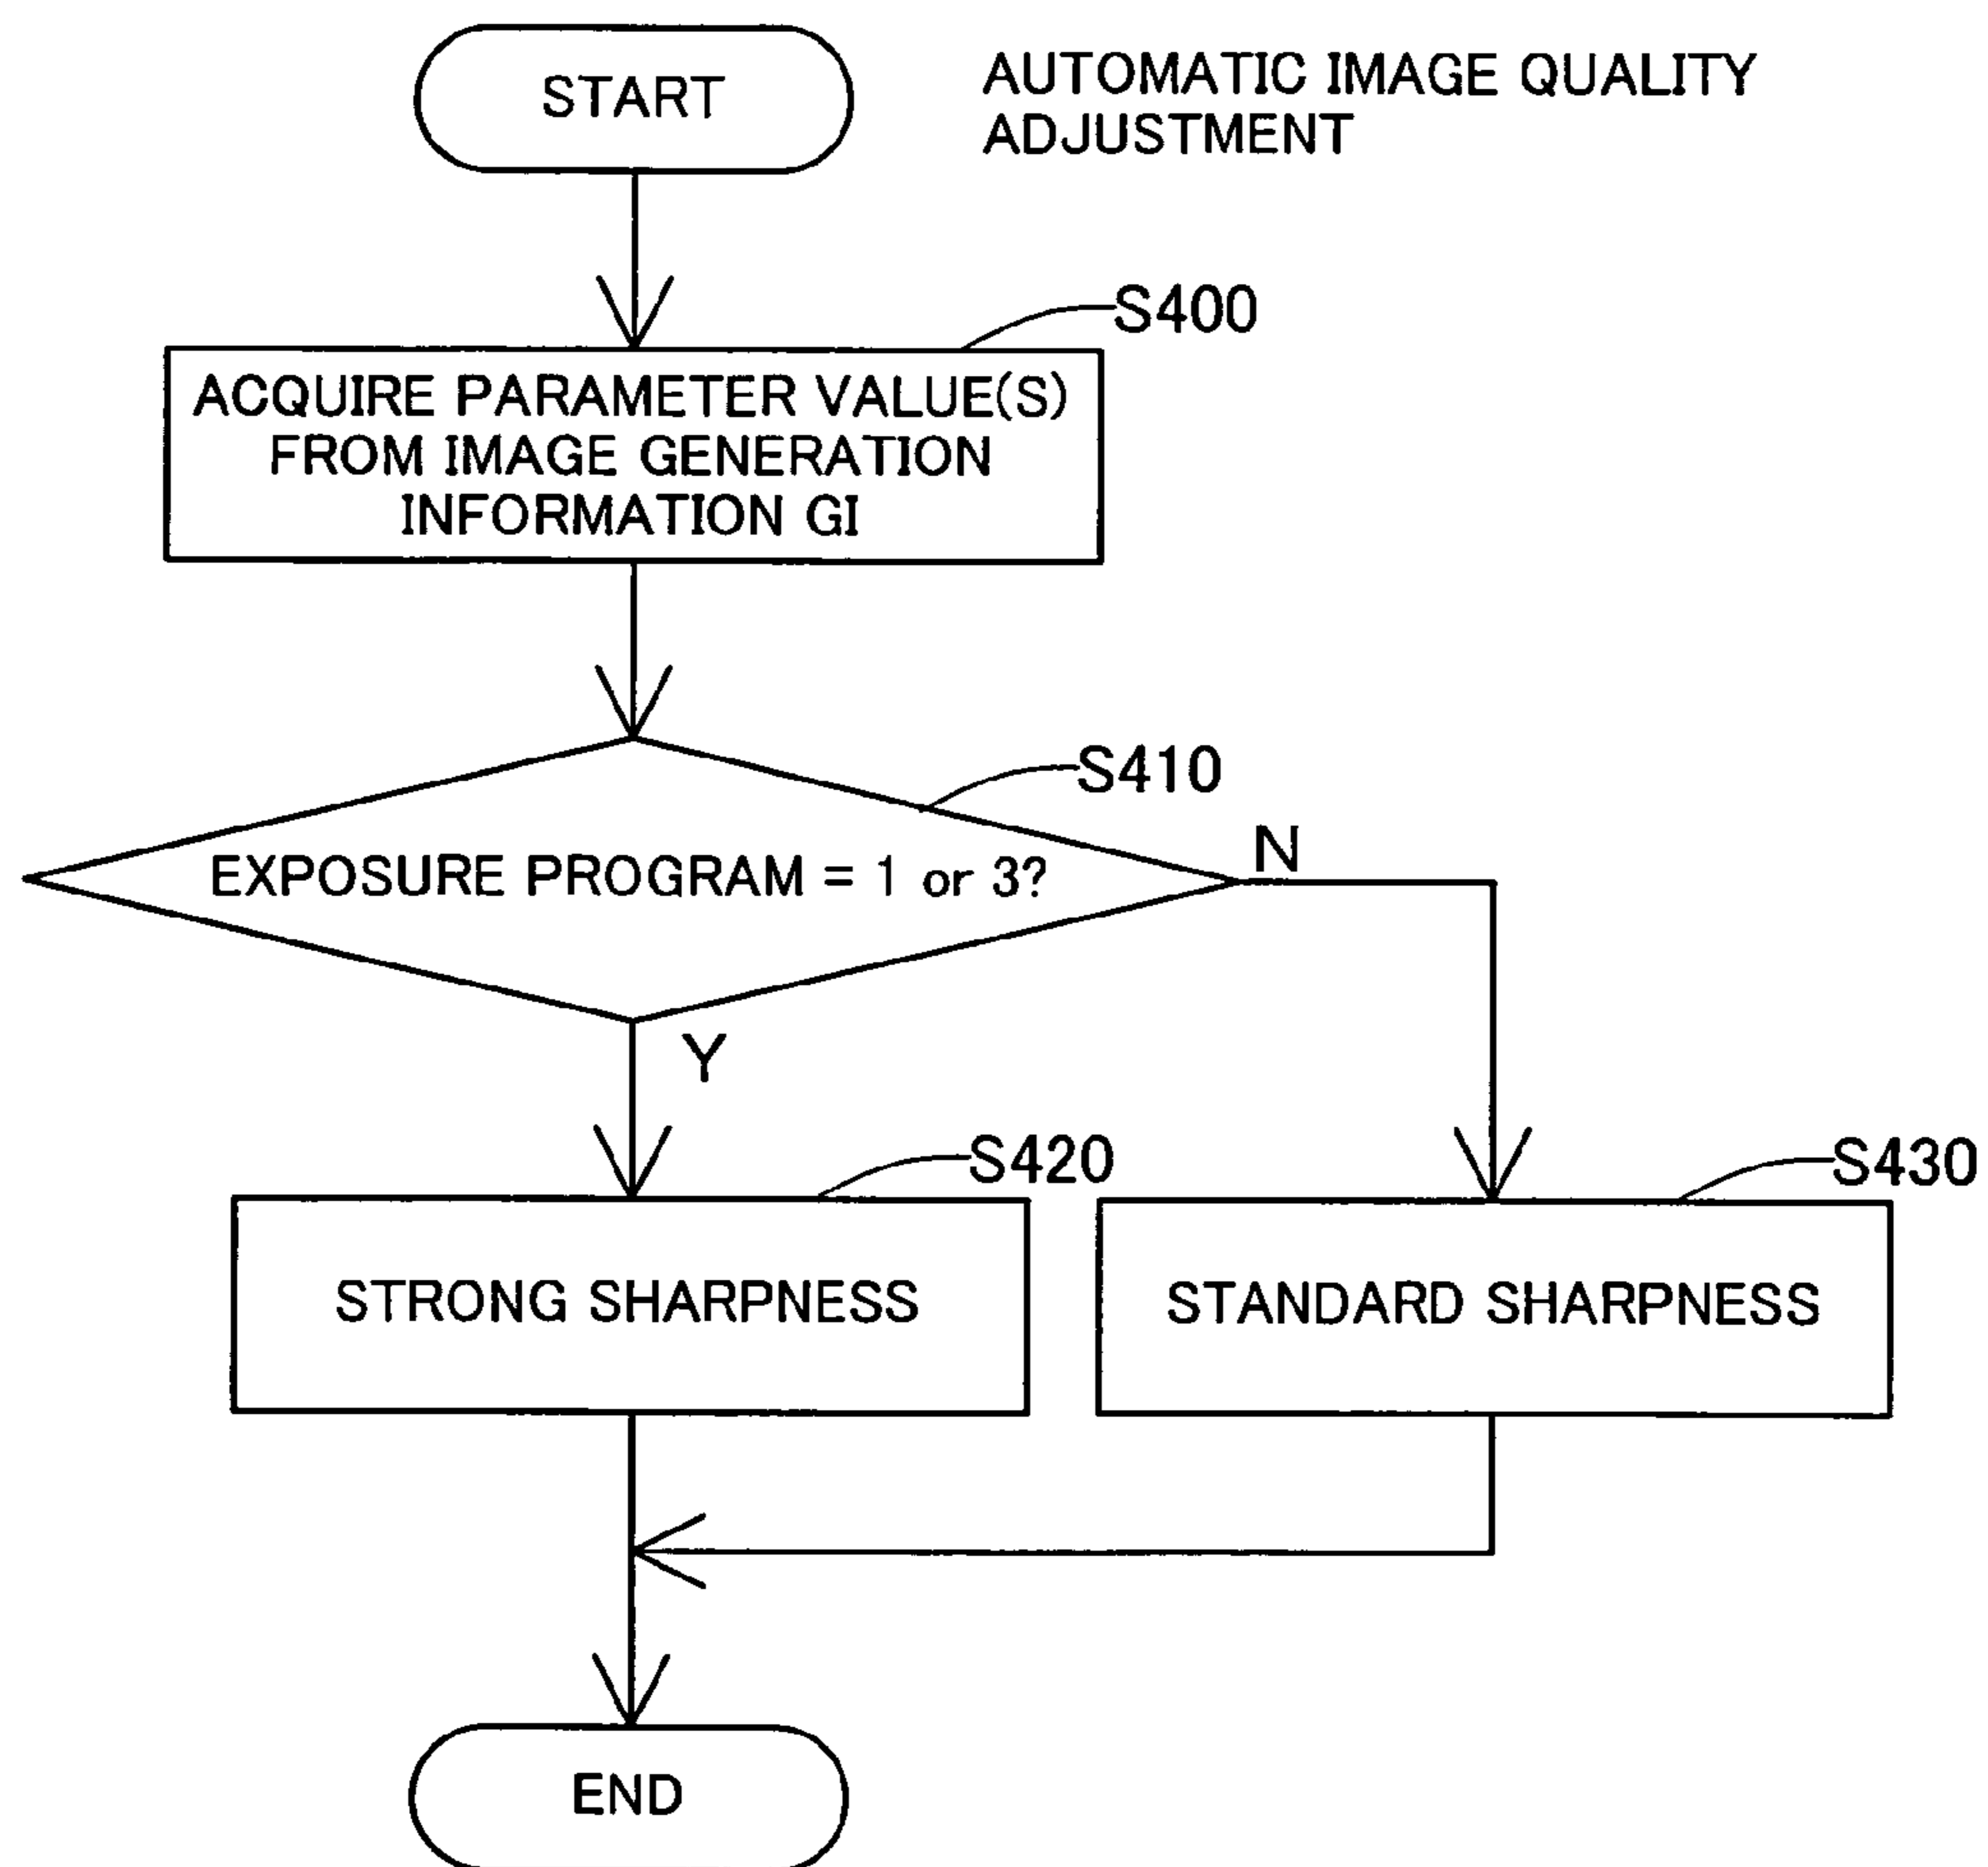 START
AUTOMATIC IMAGE QUALITY
ADJUSTMENT
S400
ACQUIRE PARAMETER VALUE(S)
FROM IMAGE GENERATION
INFORMATION GI
S410
EXPOSURE PROGRAM = 1 or 3?
N
Y
S420
S430
STRONG SHARPNESS
STANDARD SHARPNESS
END